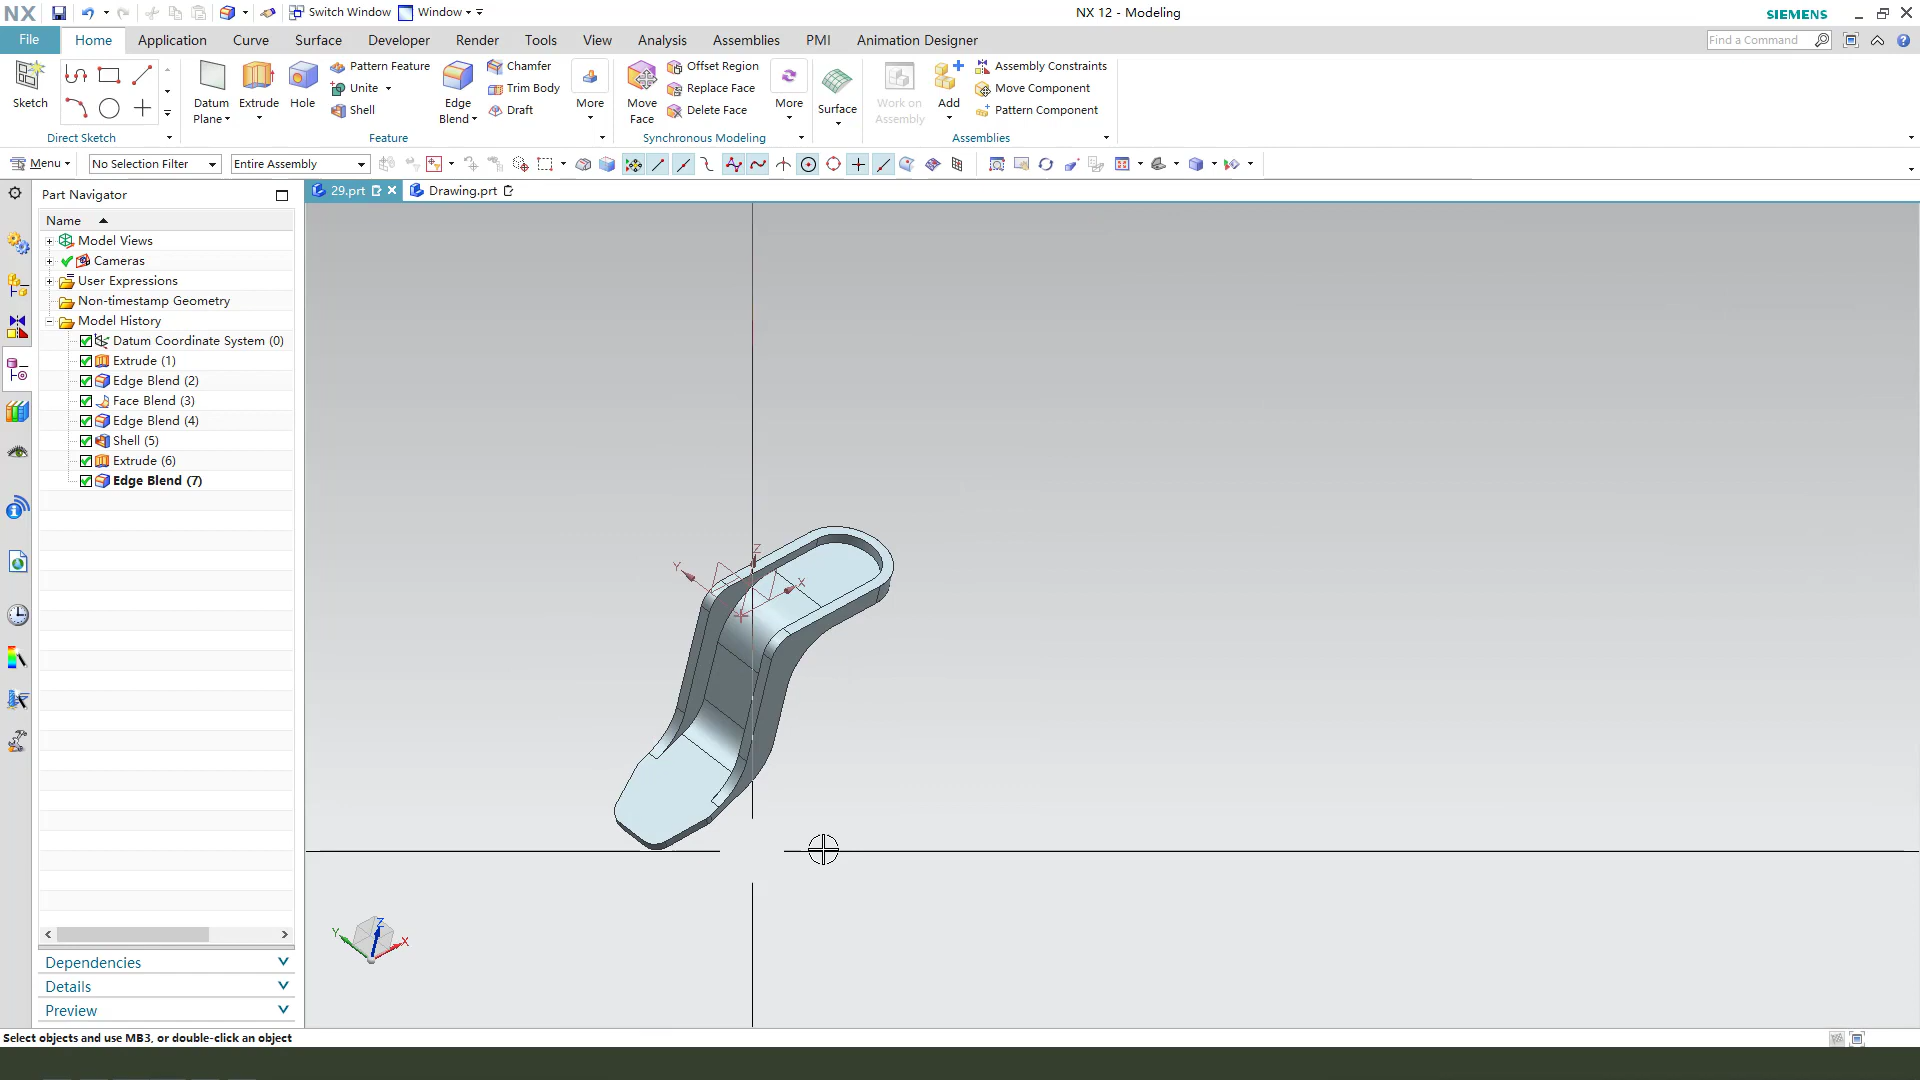 NX Switch Window Window NX 12 - Modeling SIEMENS
File Home Application Curve Surface Developer Render Tools View Analysis Assemblies PMI Animation Designer Find a Command
Sketch Datum Plane Extrude Hole Pattern Feature Unite Shell Edge Blend Chamfer Trim Body Draft More Move Face Offset Region Replace Face Delete Face More Surface Work on Assembly Add Assembly Constraints Move Component Pattern Component
Direct Sketch Feature Synchronous Modeling Assemblies
Menu No Selection Filter Entire Assembly
Part Navigator 29.prt Drawing.prt
Name
Model Views
Cameras
User Expressions
Non-timestamp Geometry
Model History
Datum Coordinate System (0)
Extrude (1)
Edge Blend (2)
Face Blend (3)
Edge Blend (4)
Shell (5)
Extrude (6)
Edge Blend (7)
Z
Y
X
Z
Y
X
Dependencies
Details
Preview
Select objects and use MB3, or double-click an object